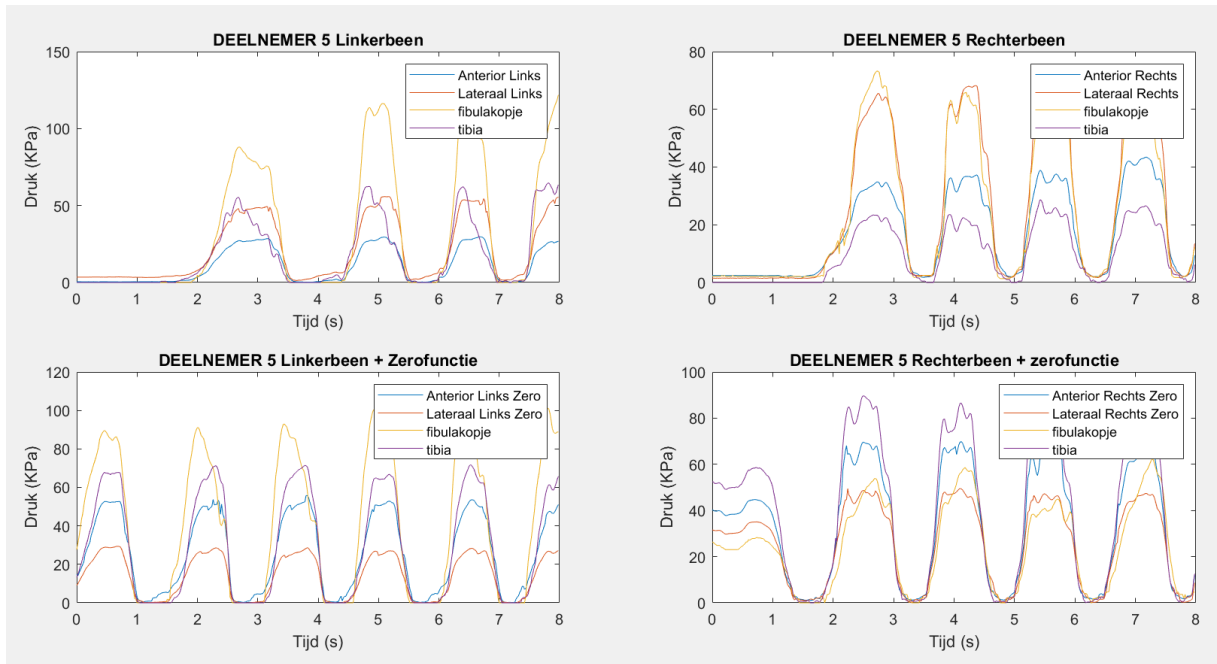 DEELNEMER 5 Linkerbeen
150
100
50
0
Druk (KPa)
Anterior Links
Lateraal Links
fibulakopje
tibia
0 1 2 3 4 5 6 7 8
Tijd (s)
DEELNEMER 5 Rechterbeen
80
60
40
20
0
Druk (KPa)
Anterior Rechts
Lateraal Rechts
fibulakopje
tibia
0 1 2 3 4 5 6 7 8
Tijd (s)
DEELNEMER 5 Linkerbeen + Zerofunctie
120
100
80
60
40
20
0
Druk (KPa)
Anterior Links Zero
Lateraal Links Zero
fibulakopje
tibia
0 1 2 3 4 5 6 7 8
Tijd (s)
DEELNEMER 5 Rechterbeen + zerofunctie
100
80
60
40
20
0
Druk (KPa)
Anterior Rechts Zero
Lateraal Rechts Zero
fibulakopje
tibia
0 1 2 3 4 5 6 7 8
Tijd (s)